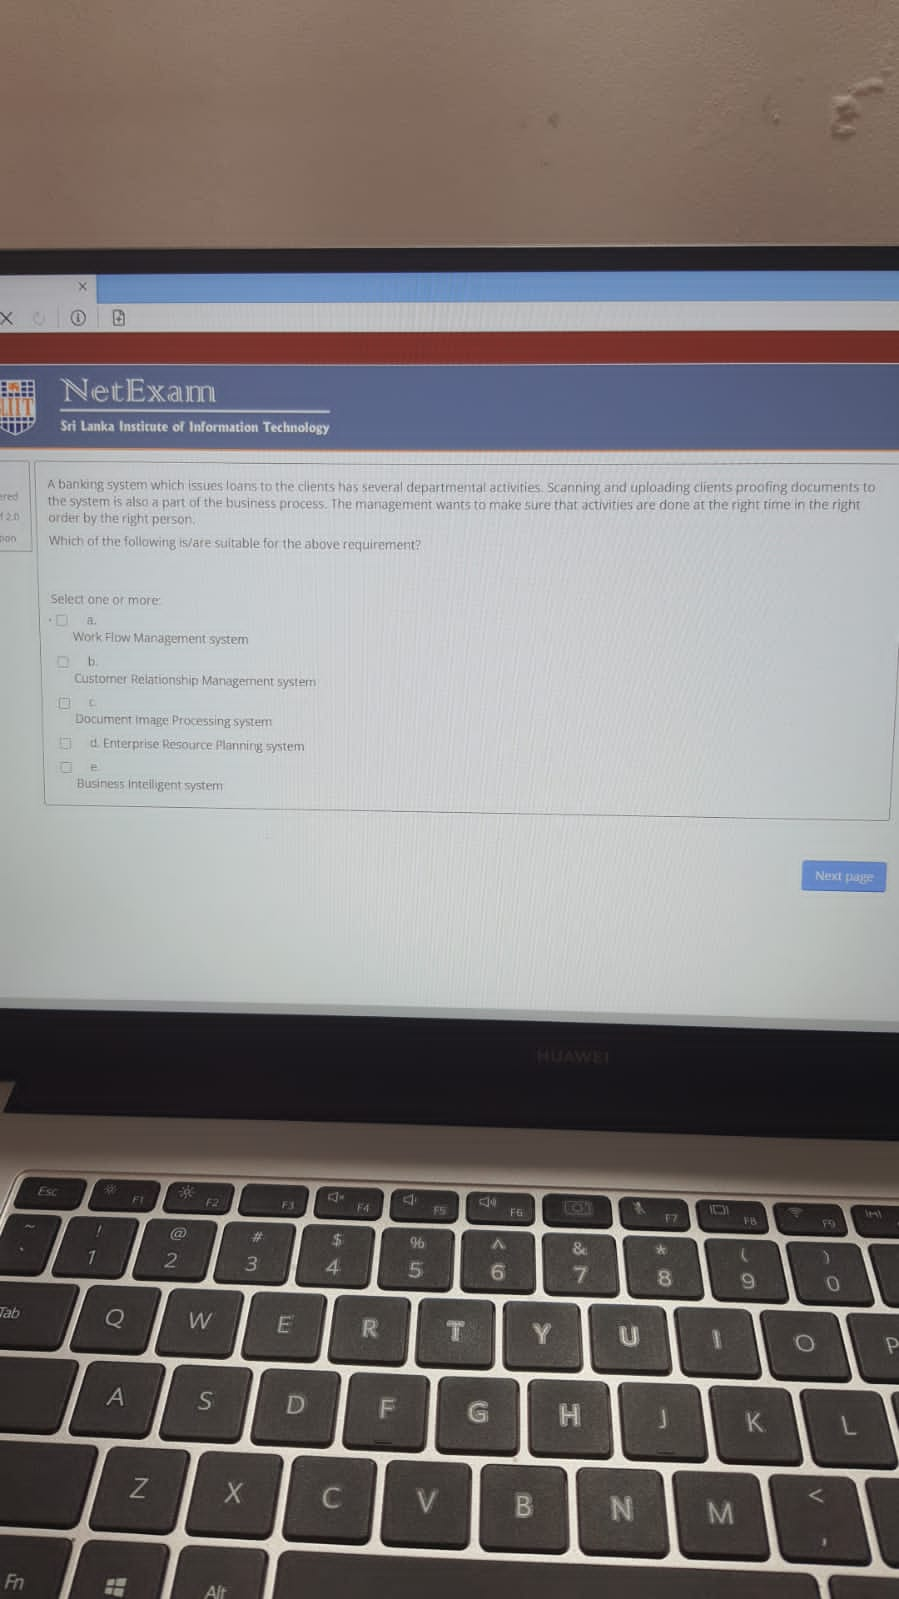 NetExam
Sri Lanka Institute of Information Technology
A banking system which issues loans to the clients has several departmental activities. Scanning and uploading clients proofing documents to
the system is also a part of the business process. The management wants to make sure that activities are done at the right time in the right
order by the right person.
Which of the following is/are suitable for the above requirement?
Select one or more:
a.
Work Flow Management system
b.
Customer Relationship Management system
c.
Document Image Processing system
d. Enterprise Resource Planning system
e.
Business Intelligent system
Next page
HUAWEI
Esc F1 F2 F3 F4 F5 F6 F7 F8 F9
~ ! @ # $ % ^ & * ( )
` 1 2 3 4 5 6 7 8 9 0
Tab Q W E R T Y U I O P
A S D F G H J K L
Z X C V B N M <
,
Fn Alt